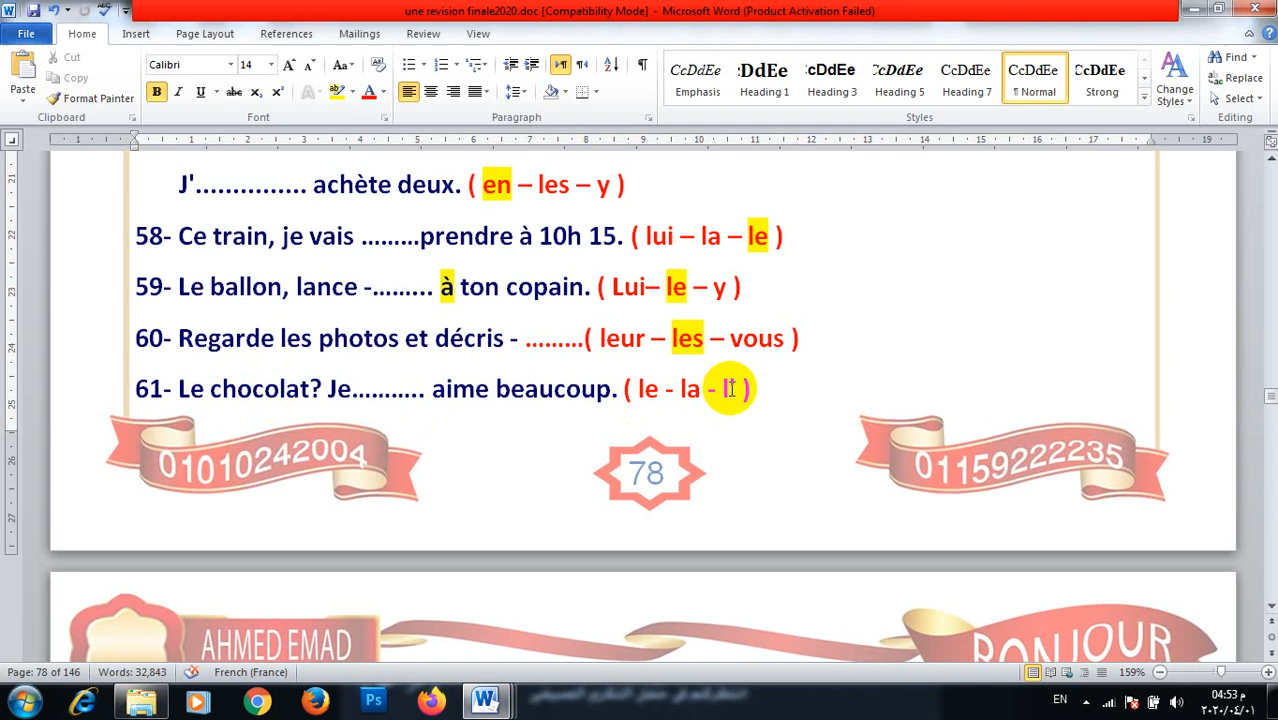 une revision finale2020.doc [Compatibility Mode] - Microsoft Word (Product Activation Failed)
File Home Insert Page Layout References Mailings Review View
Paste Cut Copy Format Painter Clipboard
Calibri 14 Font
Paragraph
CcDdEe Emphasis
:DdEe Heading 1
cDdEe Heading 3
CcDdEe Heading 5
CcDdEe Heading 7
CcDdEe ¶ Normal
CcDdEe Strong
Styles
Change Styles
Find Replace Select Editing
J'............... achète deux. ( en – les – y )
58- Ce train, je vais .........prendre à 10h 15. ( lui – la – le )
59- Le ballon, lance -......... à ton copain. ( Lui– le – y )
60- Regarde les photos et décris - .........( leur – les – vous )
61- Le chocolat? Je........... aime beaucoup. ( le - la - l' )
01010242004 78 01159222235
AHMED EMAD BONJOUR
Page: 78 of 146 Words: 32,843 French (France) 159%
EN
04:53 م
٢٠٢٠/٠٤/٠١